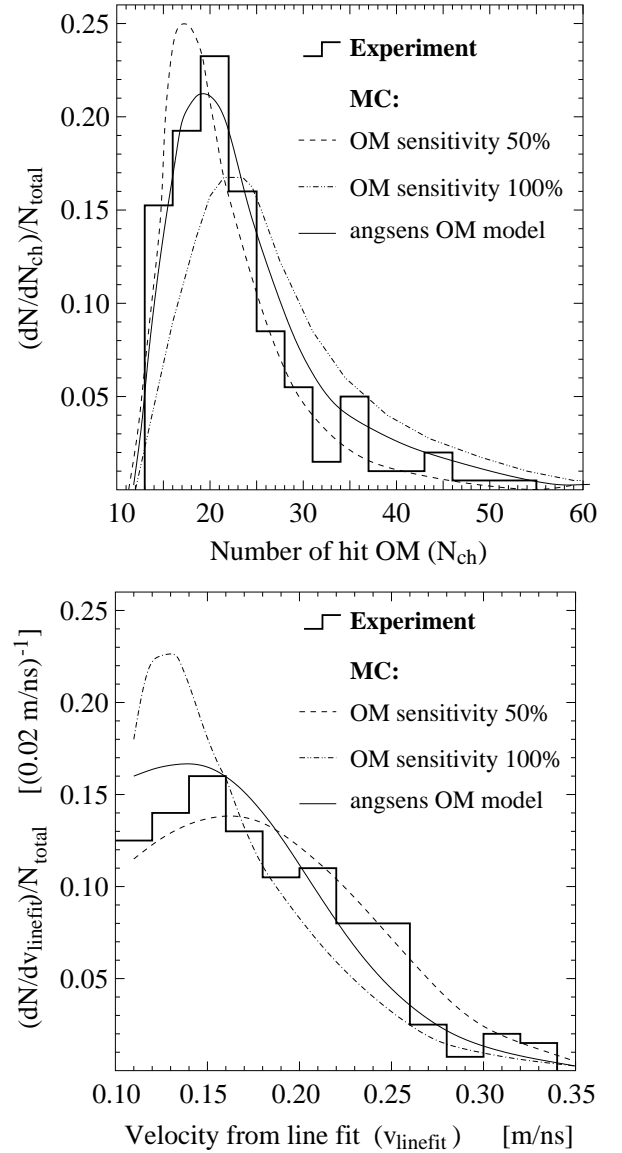 0.25
0.20
0.15
0.10
0.05
(dN/dN_ch)/N_total
Experiment
MC:
OM sensitivity 50%
OM sensitivity 100%
angsens OM model
10 20 30 40 50 60
Number of hit OM (N_ch)
0.25
0.20
0.15
0.10
0.05
(dN/dv_linefit)/N_total [(0.02 m/ns)^-1]
Experiment
MC:
OM sensitivity 50%
OM sensitivity 100%
angsens OM model
0.10 0.15 0.20 0.25 0.30 0.35
Velocity from line fit (v_linefit) [m/ns]